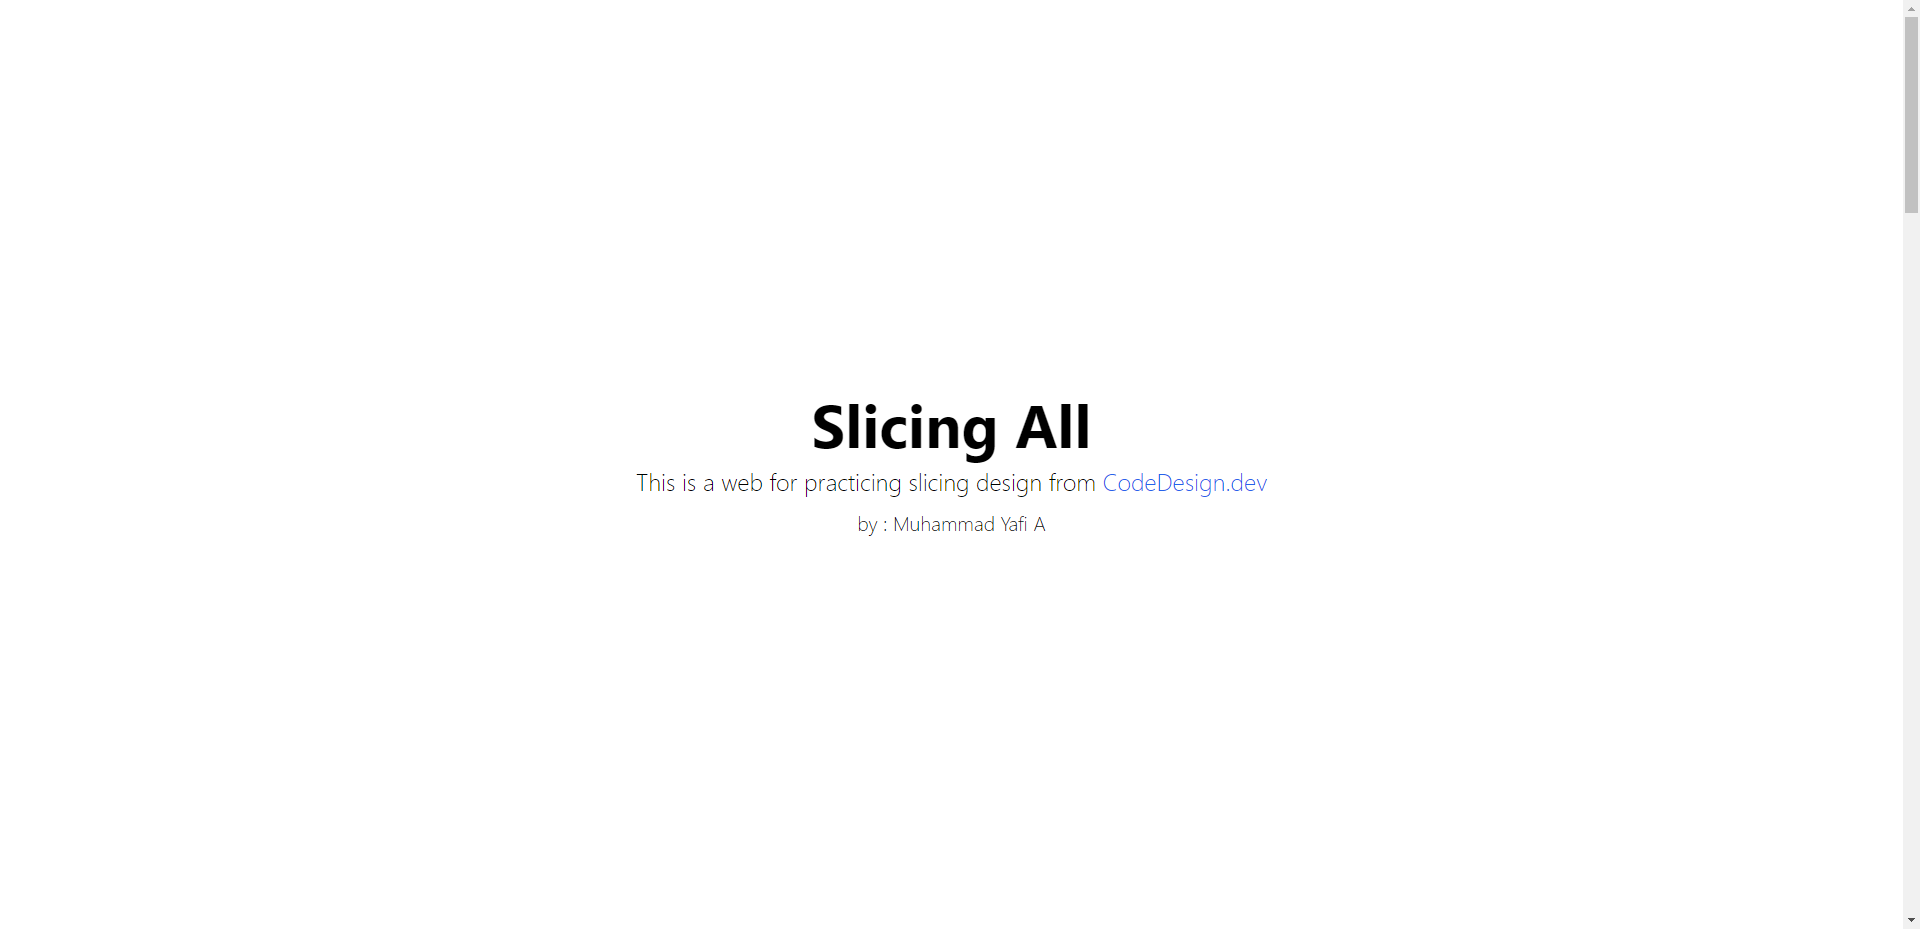 Slicing All
This is a web for practicing slicing design from CodeDesign.dev
by : Muhammad Yafi A